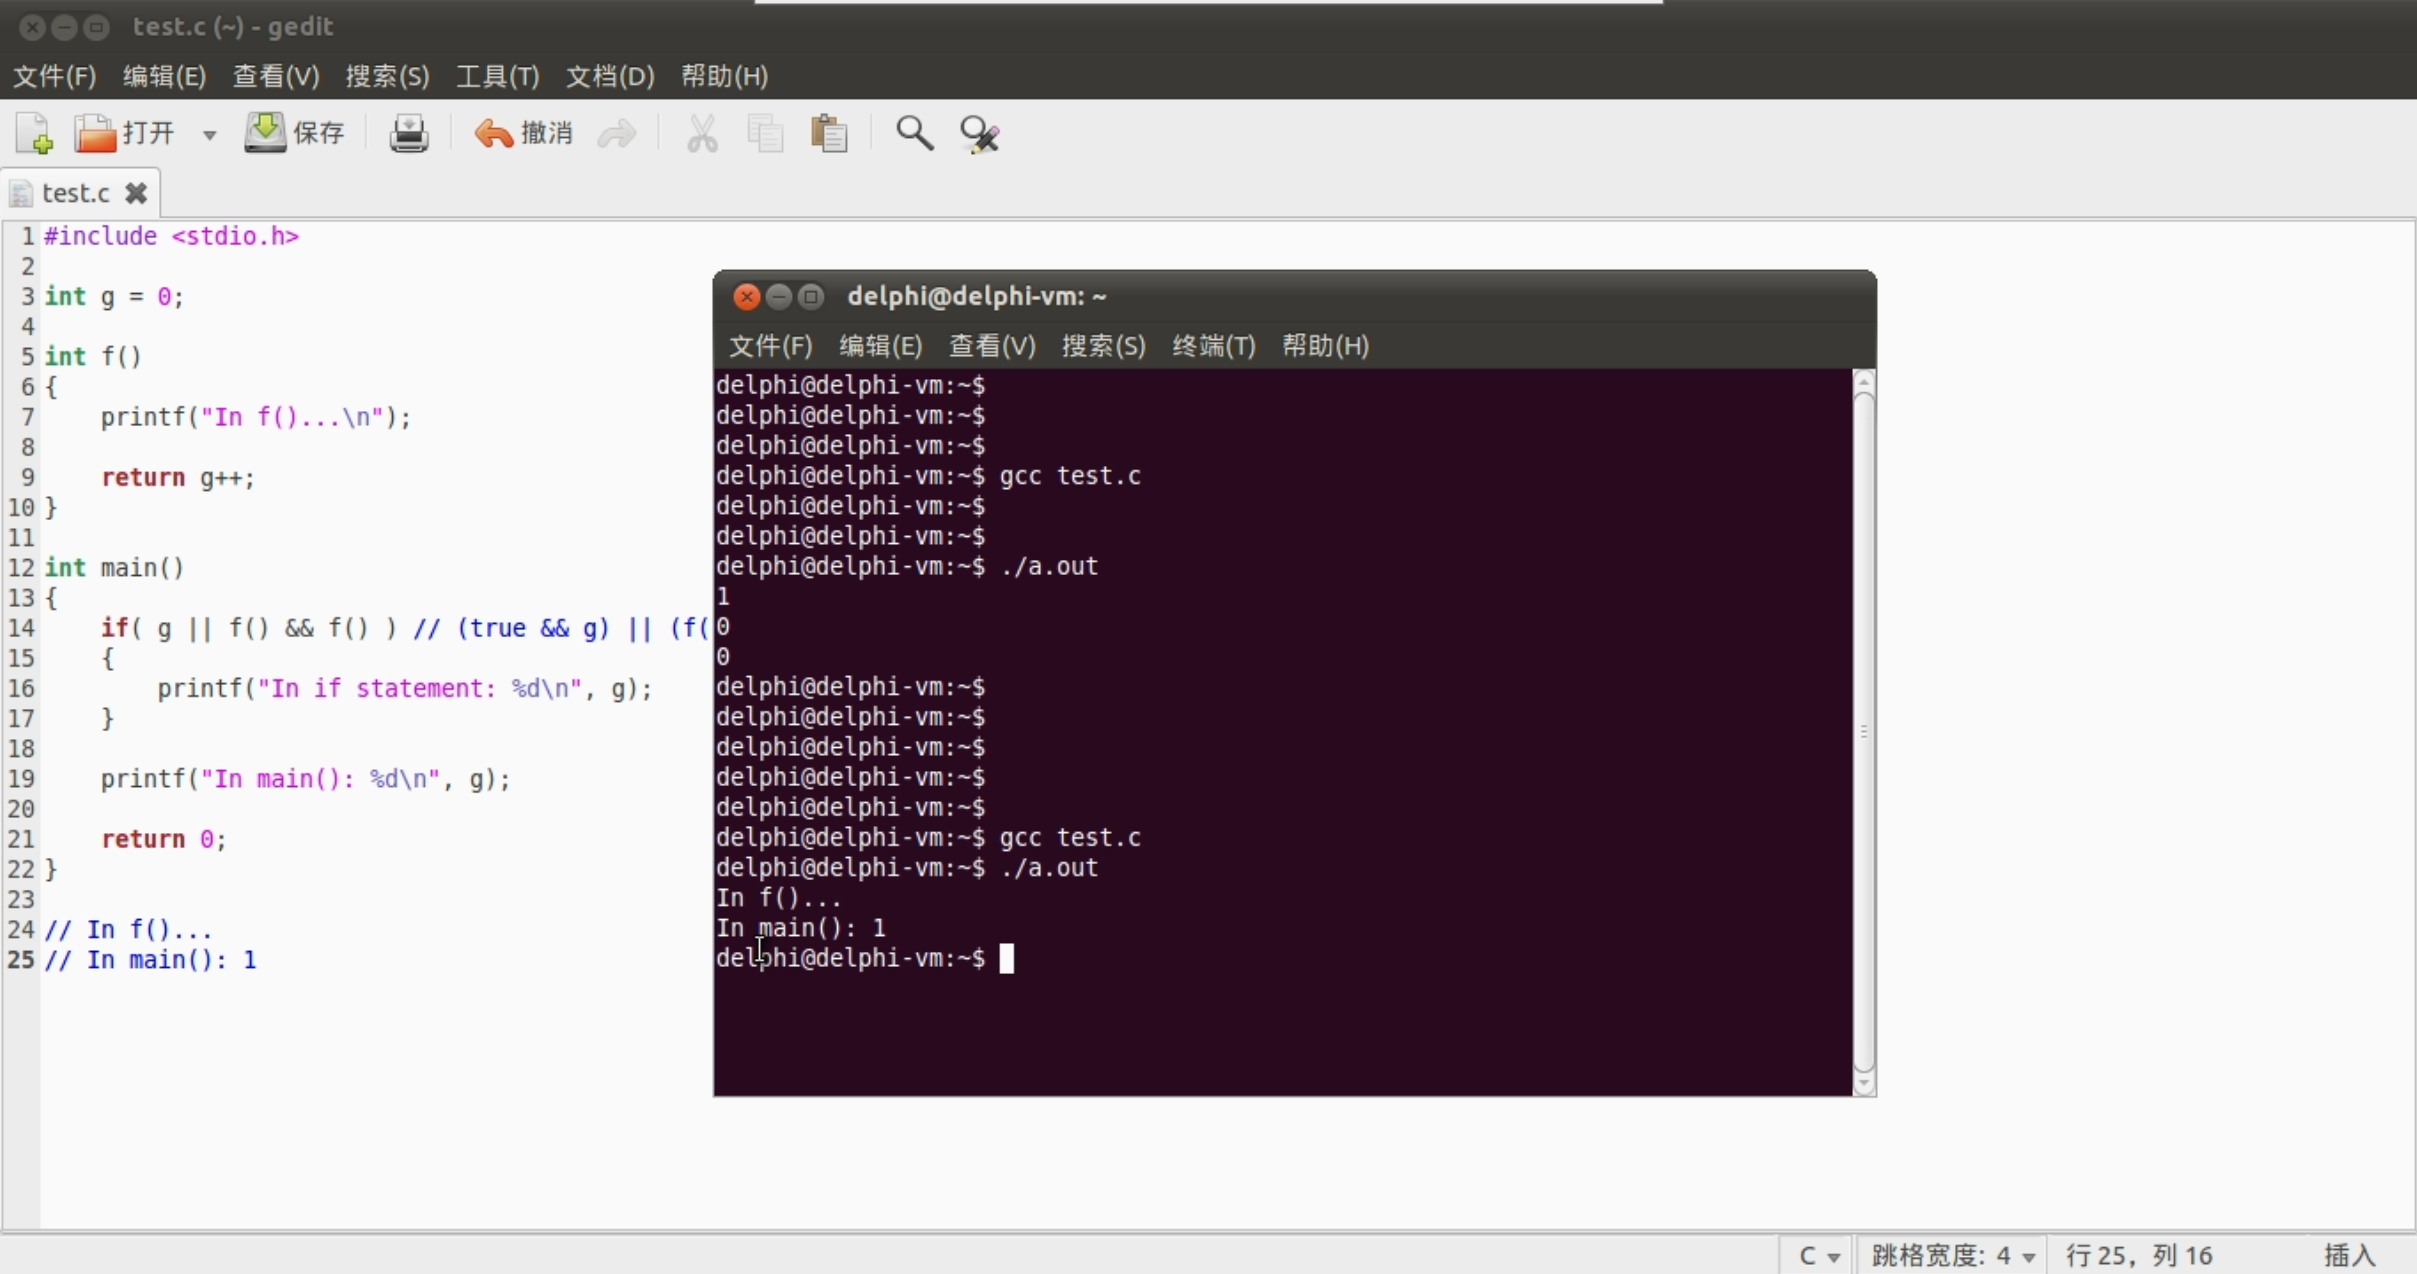 test.c (~) - gedit
文件(F) 编辑(E) 查看(V) 搜索(S) 工具(T) 文档(D) 帮助(H)
打开 保存 撤消
test.c
1 #include <stdio.h>
2
3 int g = 0;
4
5 int f()
6 {
7     printf("In f()...\n");
8
9     return g++;
10 }
11
12 int main()
13 {
14     if( g || f() && f() ) // (true && g) || (f(
15     {
16         printf("In if statement: %d\n", g);
17     }
18
19     printf("In main(): %d\n", g);
20
21     return 0;
22 }
23
24 // In f()...
25 // In main(): 1
delphi@delphi-vm: ~
文件(F) 编辑(E) 查看(V) 搜索(S) 终端(T) 帮助(H)
delphi@delphi-vm:~$
delphi@delphi-vm:~$
delphi@delphi-vm:~$
delphi@delphi-vm:~$ gcc test.c
delphi@delphi-vm:~$
delphi@delphi-vm:~$
delphi@delphi-vm:~$ ./a.out
1
0
0
delphi@delphi-vm:~$
delphi@delphi-vm:~$
delphi@delphi-vm:~$
delphi@delphi-vm:~$
delphi@delphi-vm:~$
delphi@delphi-vm:~$ gcc test.c
delphi@delphi-vm:~$ ./a.out
In f()...
In main(): 1
delphi@delphi-vm:~$
C 跳格宽度: 4 行 25，列 16 插入